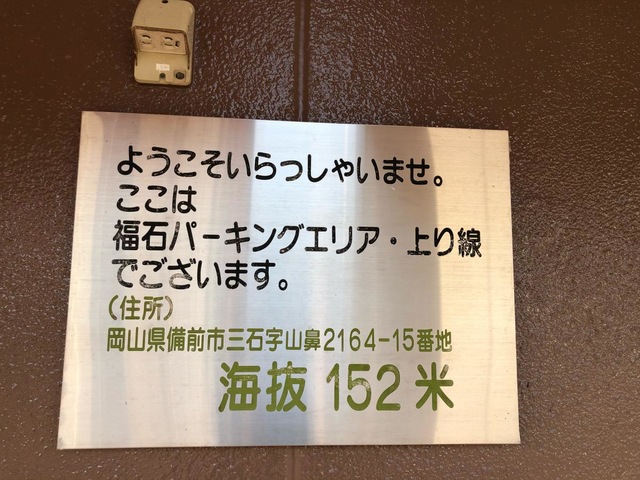 ようこそいらっしゃいませ。
ここは
福石パーキングエリア・上り線
でございます。
(住所)
岡山県備前市三石字山鼻2164-15番地
海抜 152 米